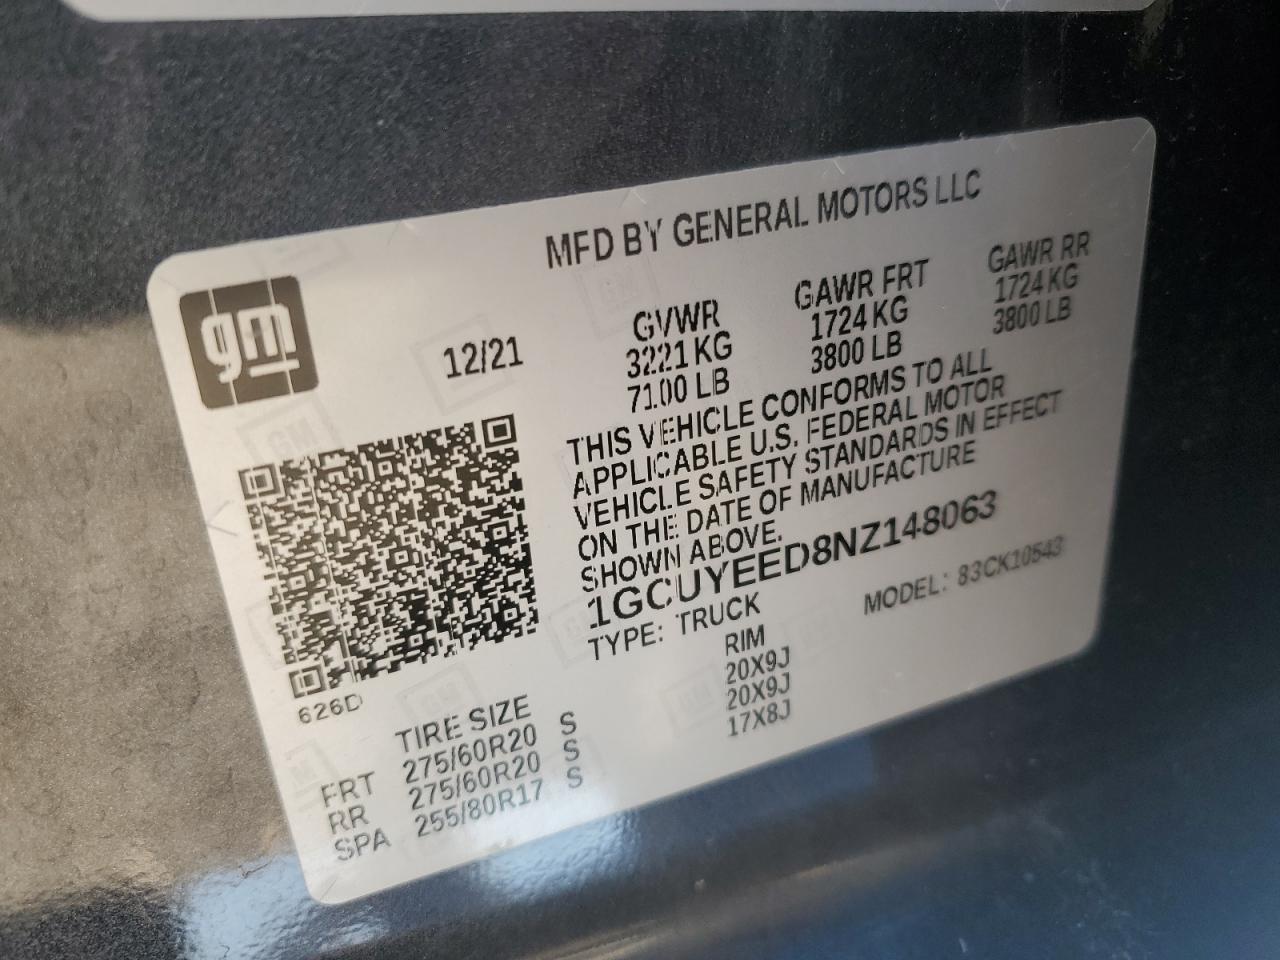 gm
MFD BY GENERAL MOTORS LLC
12/21
GVWR GAWR FRT GAWR RR
3221 KG 1724 KG 1724 KG
7100 LB 3800 LB 3800 LB
THIS VEHICLE CONFORMS TO ALL
APPLICABLE U.S. FEDERAL MOTOR
VEHICLE SAFETY STANDARDS IN EFFECT
ON THE DATE OF MANUFACTURE
SHOWN ABOVE.
1GCUYEED8NZ148063
TYPE: TRUCK MODEL: 83CK10543
626D
TIRE SIZE RIM
FRT 275/60R20 S 20X9J
RR 275/60R20 S 20X9J
SPA 255/80R17 S 17X8J